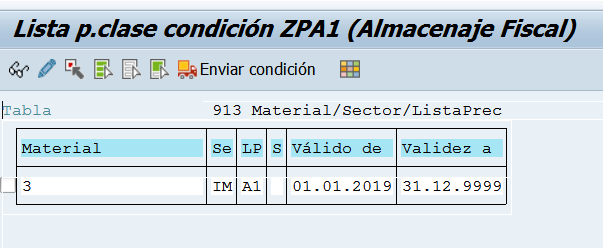 Lista p.clase condición ZPA1 (Almacenaje Fiscal)
Enviar condición
Tabla 913 Material/Sector/ListaPrec
Material Se LP S Válido de Validez a
3 IM A1 01.01.2019 31.12.9999